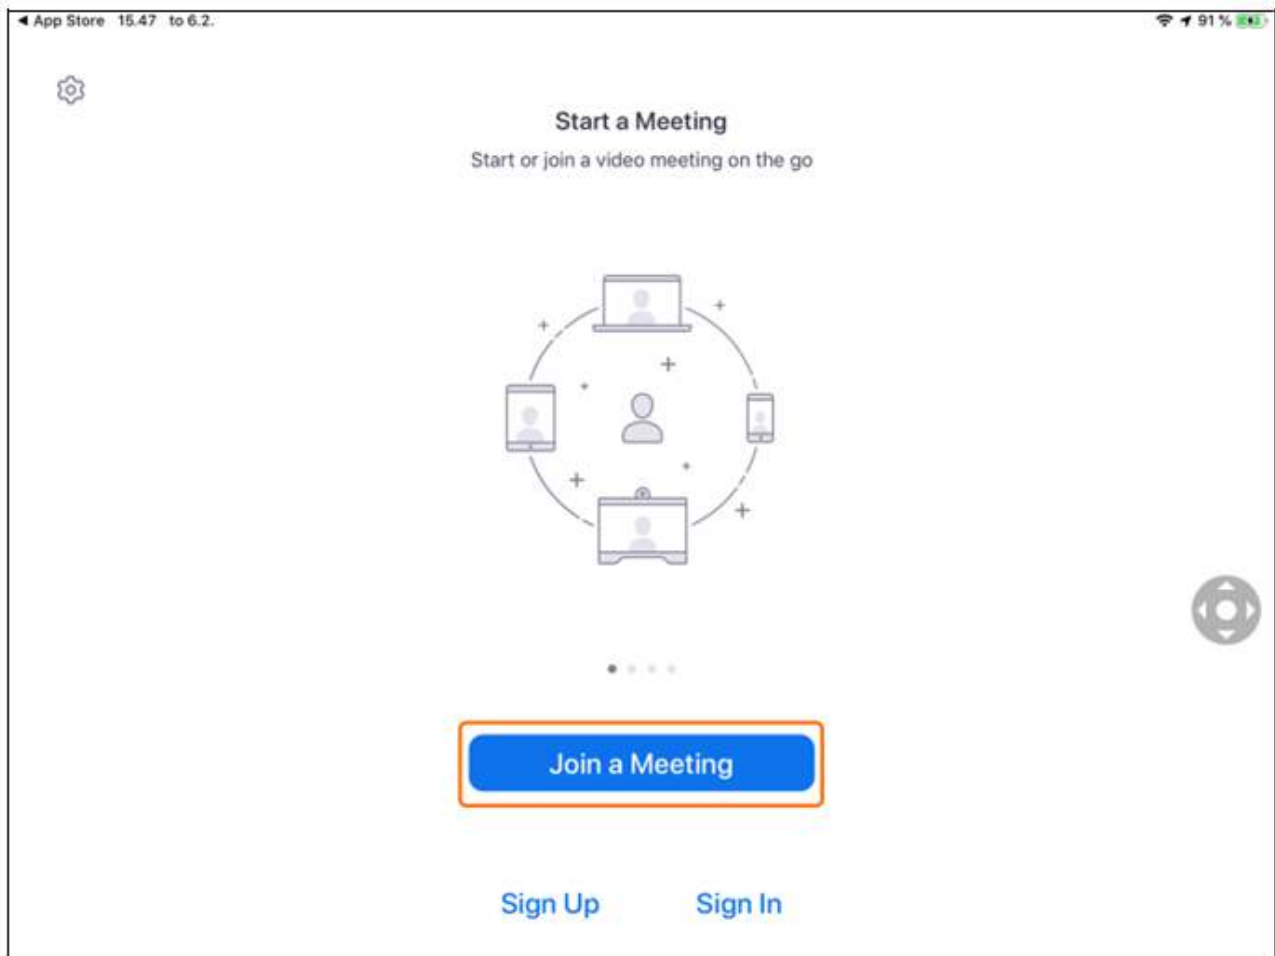 ◀ App Store 15.47 to 6.2. 91 %
Start a Meeting
Start or join a video meeting on the go
Join a Meeting
Sign Up Sign In